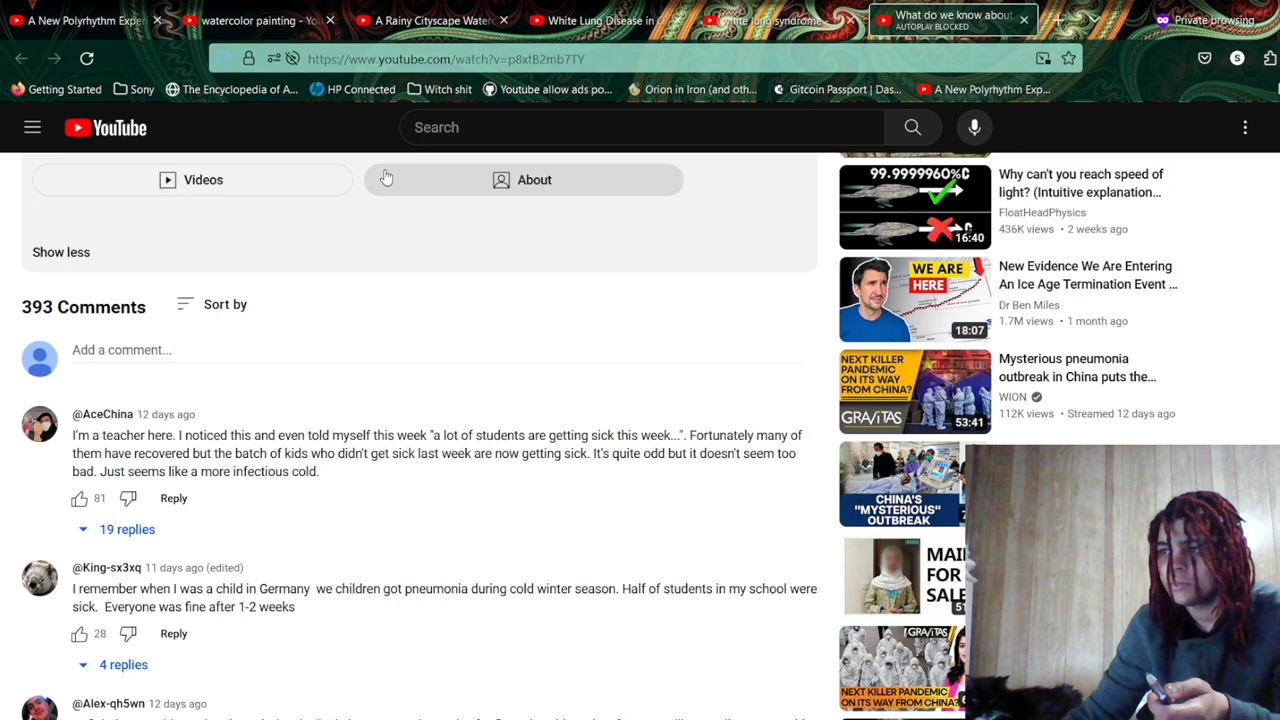 A New Polyrhythm Exper
watercolor painting - Yo
A Rainy Cityscape Water
White Lung Disease in
white lung syndrome -
What do we know about
AUTOPLAY BLOCKED
Private browsing
https://www.youtube.com/watch?v=p8xtB2mb7TY
S
Getting Started
Sony
The Encyclopedia of A...
HP Connected
Witch shit
Youtube allow ads po...
Orion in Iron (and oth...
Gitcoin Passport | Das...
A New Polyrhythm Exp...
YouTube
Search
Videos
About
Show less
393 Comments
Sort by
Add a comment...
@AceChina 12 days ago
I'm a teacher here. I noticed this and even told myself this week "a lot of students are getting sick this week...". Fortunately many of
them have recovered but the batch of kids who didn't get sick last week are now getting sick. It's quite odd but it doesn't seem too
bad. Just seems like a more infectious cold.
81
Reply
19 replies
@King-sx3xq 11 days ago (edited)
I remember when I was a child in Germany we children got pneumonia during cold winter season. Half of students in my school were
sick. Everyone was fine after 1-2 weeks
28
Reply
4 replies
@Alex-qh5wn 12 days ago
99.9999960%C
16:40
Why can't you reach speed of
light? (Intuitive explanation...
FloatHeadPhysics
436K views • 2 weeks ago
WE ARE
HERE
18:07
New Evidence We Are Entering
An Ice Age Termination Event ...
Dr Ben Miles
1.7M views • 1 month ago
NEXT KILLER
PANDEMIC
ON ITS WAY
FROM CHINA?
GRAVITAS
53:41
Mysterious pneumonia
outbreak in China puts the...
WION
112K views • Streamed 12 days ago
CHINA'S
"MYSTERIOUS"
OUTBREAK
FOR
GRAVITAS
NEXT KILLER
PANDEMIC
ON ITS WAY FROM CHINA?